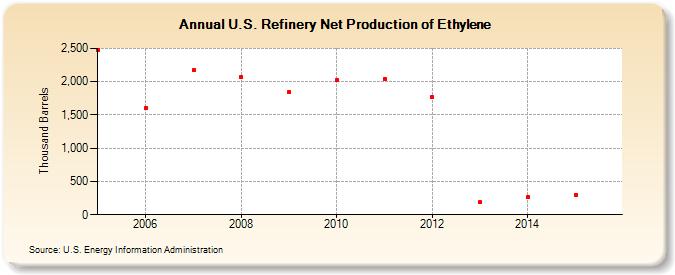 Annual U.S. Refinery Net Production of Ethylene
Thousand Barrels
2,500
2,000
1,500
1,000
500
0
2006 2008 2010 2012 2014
Source: U.S. Energy Information Administration